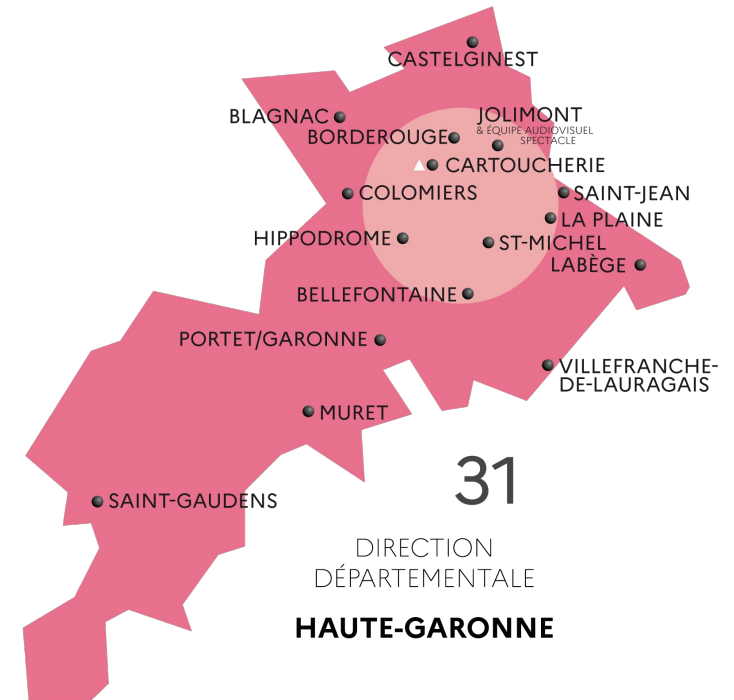 CASTELGINEST
BLAGNAC
JOLIMONT
& ÉQUIPE AUDIOVISUEL
SPECTACLE
BORDEROUGE
CARTOUCHERIE
COLOMIERS
SAINT-JEAN
LA PLAINE
HIPPODROME
ST-MICHEL
LABÈGE
BELLEFONTAINE
PORTET/GARONNE
VILLEFRANCHE-
DE-LAURAGAIS
MURET
31
SAINT-GAUDENS
DIRECTION
DÉPARTEMENTALE
HAUTE-GARONNE